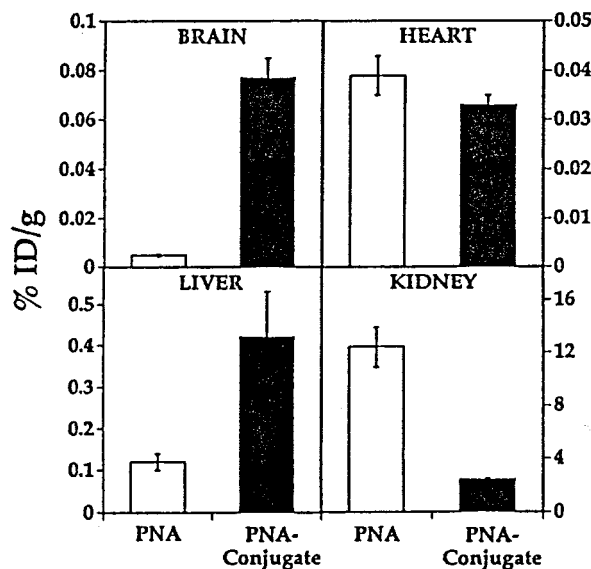 0.1
0.08
0.06
0.04
0.02
0
BRAIN
HEART
0.05
0.04
0.03
0.04
0.01
0
% ID/g
0.5
0.4
0.3
0.2
0.1
0
LIVER
KIDNEY
16
12
8
4
0
PNA
PNA-
Conjugate
PNA
PNA-
Conjugate